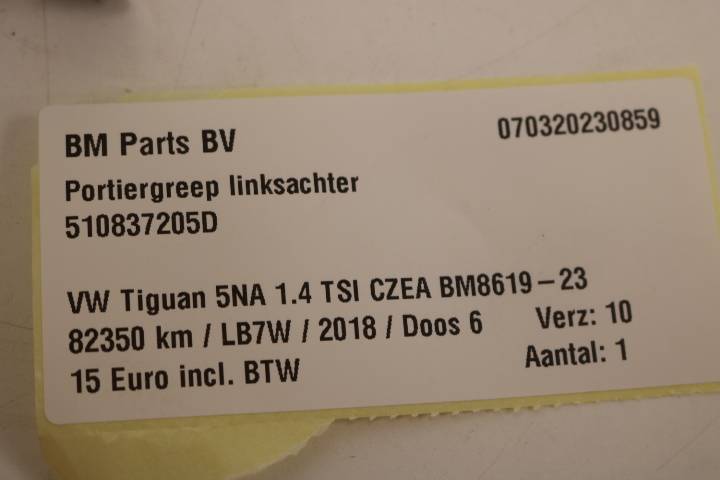 BM Parts BV 070320230859
Portiergreep linksachter
510837205D
VW Tiguan 5NA 1.4 TSI CZEA BM8619-23
82350 km / LB7W / 2018 / Doos 6 Verz: 10
15 Euro incl. BTW Aantal: 1